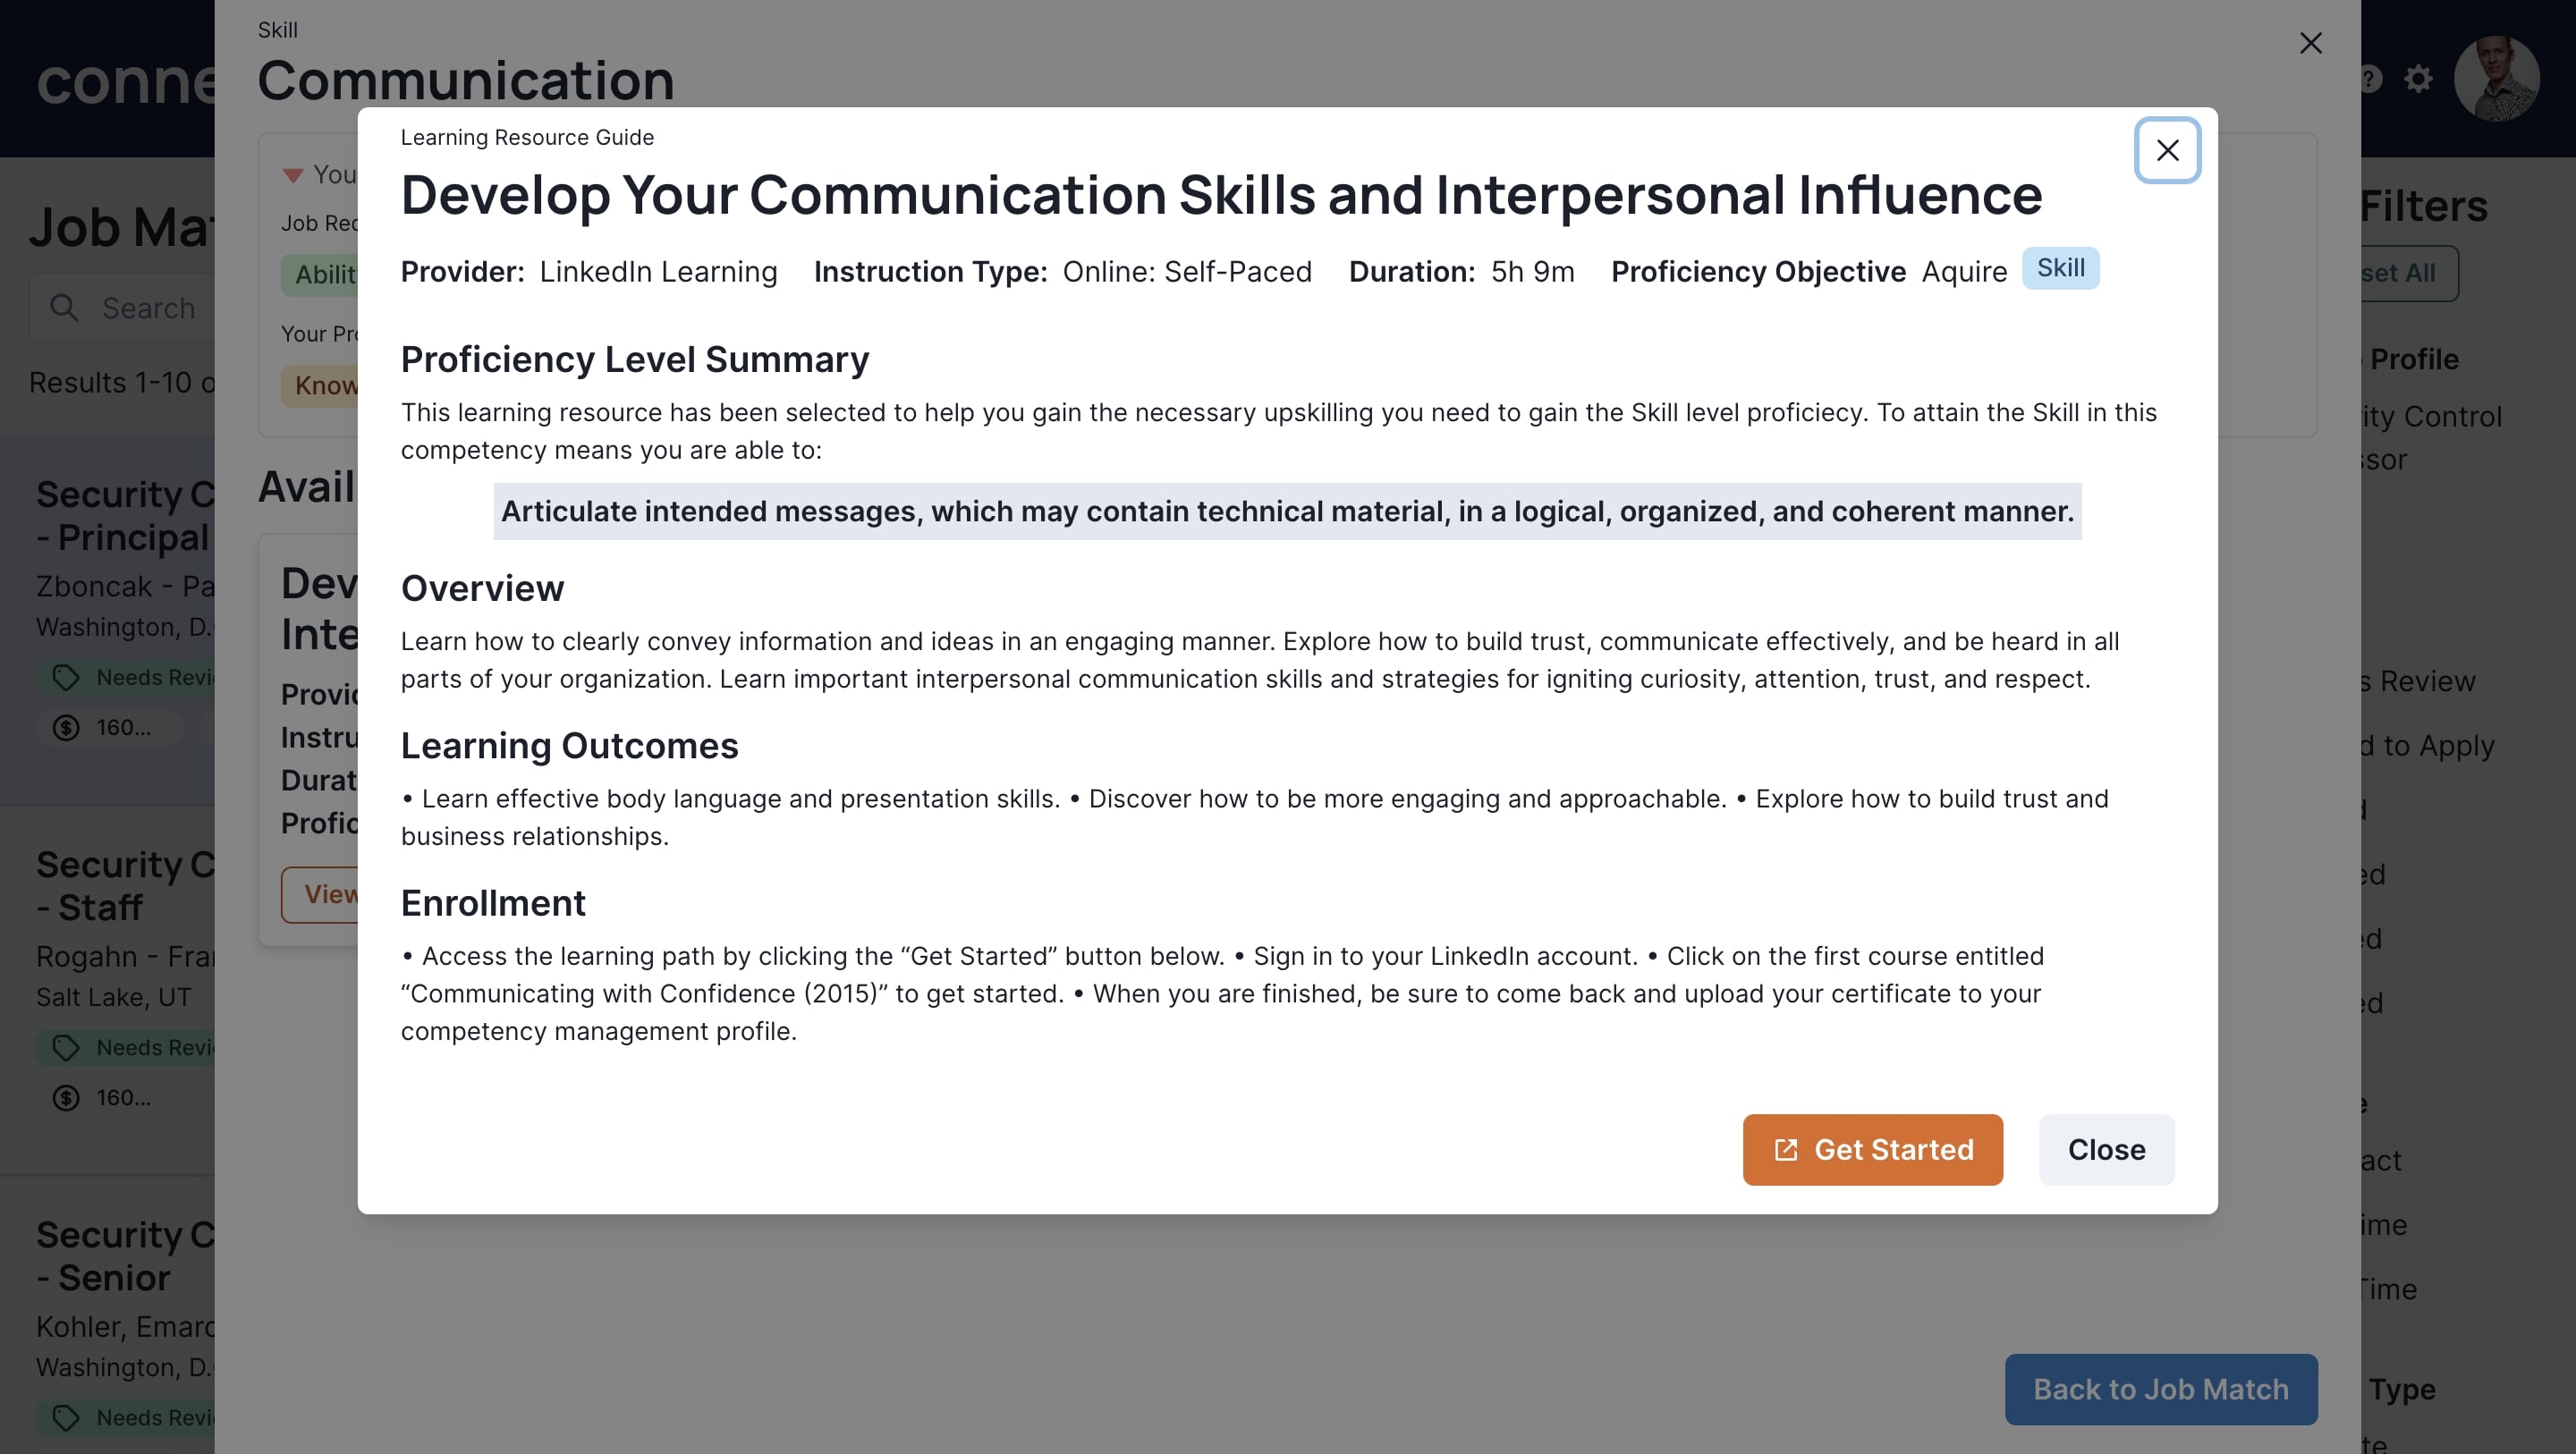 Skill
Communication
conne
?
You
Job Rec
Abilit
Your Pro
Know
Avail
Dev
Inte
Provid
Instru
Durat
Profic
View
Job Mat
Search
Results 1-10 o
Security C
- Principal
Zboncak - Pa
Washington, D.
Needs Revie
160...
Security C
- Staff
Rogahn - Fra
Salt Lake, UT
Needs Revie
160...
Security C
- Senior
Kohler, Emard
Washington, D.
Needs Revie
Learning Resource Guide
Develop Your Communication Skills and Interpersonal Influence
Provider: LinkedIn Learning Instruction Type: Online: Self-Paced Duration: 5h 9m Proficiency Objective Aquire Skill
Proficiency Level Summary
This learning resource has been selected to help you gain the necessary upskilling you need to gain the Skill level proficiecy. To attain the Skill in this
competency means you are able to:
Articulate intended messages, which may contain technical material, in a logical, organized, and coherent manner.
Overview
Learn how to clearly convey information and ideas in an engaging manner. Explore how to build trust, communicate effectively, and be heard in all
parts of your organization. Learn important interpersonal communication skills and strategies for igniting curiosity, attention, trust, and respect.
Learning Outcomes
• Learn effective body language and presentation skills. • Discover how to be more engaging and approachable. • Explore how to build trust and
business relationships.
Enrollment
• Access the learning path by clicking the “Get Started” button below. • Sign in to your LinkedIn account. • Click on the first course entitled
“Communicating with Confidence (2015)” to get started. • When you are finished, be sure to come back and upload your certificate to your
competency management profile.
Get Started
Close
Back to Job Match
Filters
set All
Profile
ity Control
ssor
s Review
d to Apply
d
ed
ed
ed
e
act
ime
Time
Type
te